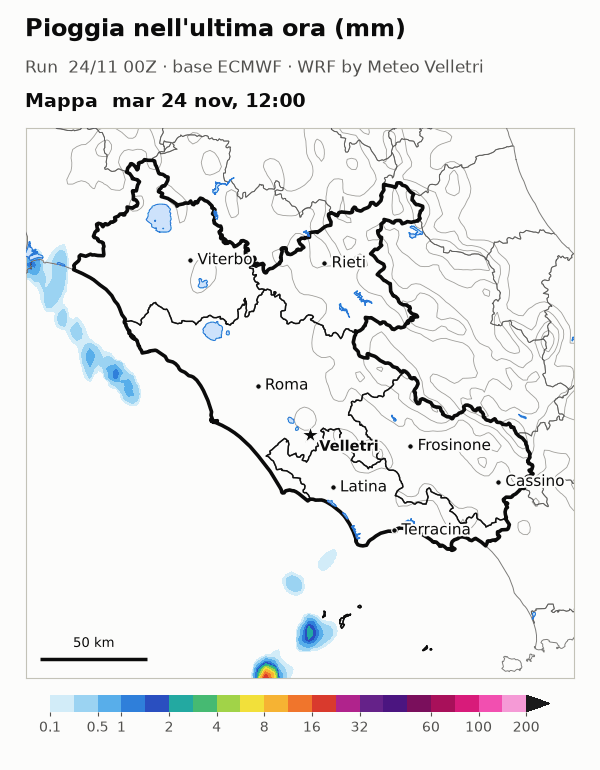 Pioggia nell'ultima ora (mm)
Run  24/11 00Z · base ECMWF · WRF by Meteo Velletri
Mappa  mar 24 nov, 12:00
Viterbo
Rieti
Roma
Velletri
Frosinone
Cassino
Latina
Terracina
50 km
0.1 0.5 1 2 4 8 16 32 60 100 200